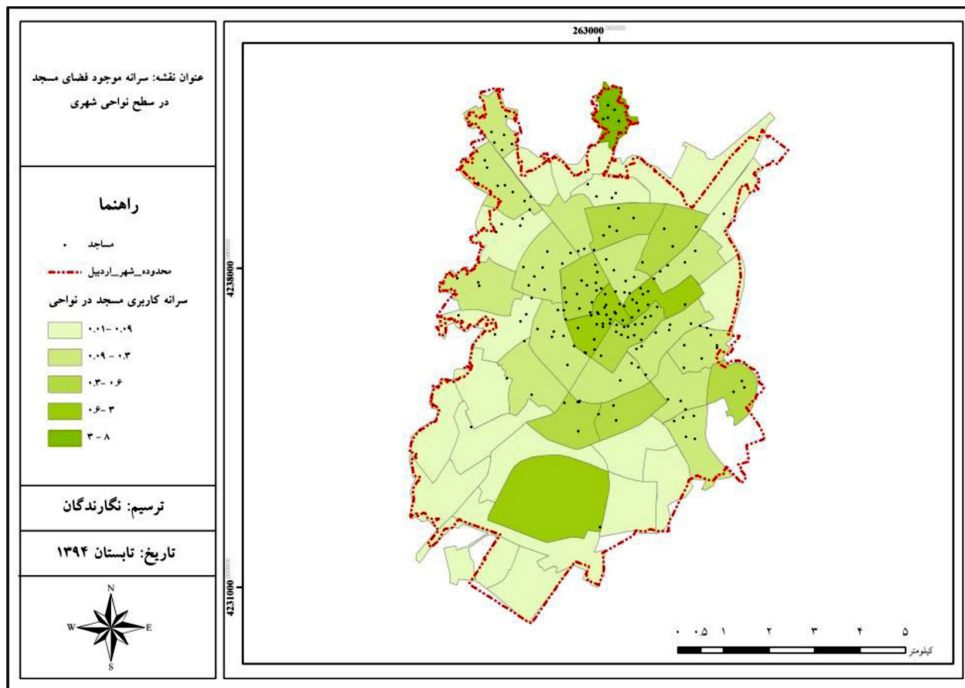 عنوان نقشه: سرانه موجود فضای مسجد
در سطح نواحی شهری
راهنما
مساجد
محدوده_شهر_اردبیل
سرانه کاربری مسجد در نواحی
۰.۰۱-۰.۰۹
۰.۰۹ - ۰.۳
۰.۳-۰.۶
۰.۶-۳
۳ - ۸
ترسیم: نگارندگان
تاریخ: تابستان ۱۳۹۴
N
W E
S
263000
4238000
4231000
۰ ۰.۵ ۱ ۲ ۳ ۴ ۵
کیلومتر